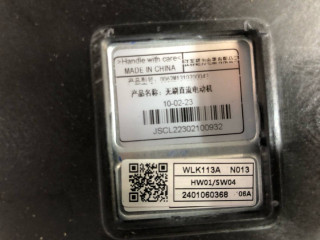 >Handle with care<
MADE IN CHINA
产品名称：无刷直流电动机
10-02-23
JSCL22302100932
WLK113A N013
HW01/SW04
2401060368 06A